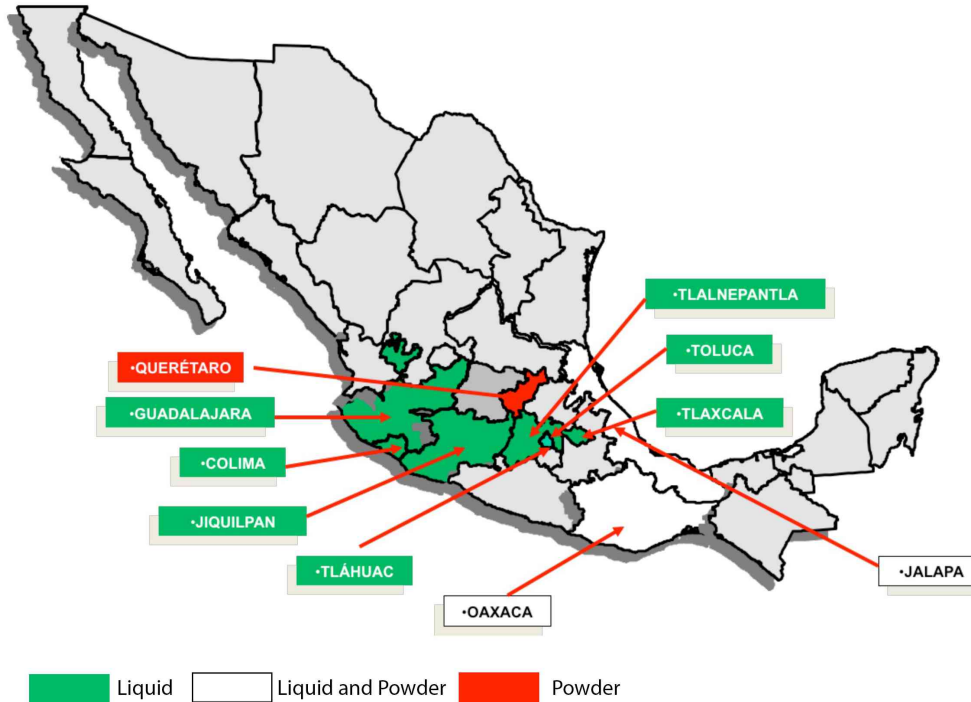 •TLALNEPANTLA
•TOLUCA
•QUERÉTARO
•GUADALAJARA
•TLAXCALA
•COLIMA
•JIQUILPAN
•TLÁHUAC
•JALAPA
•OAXACA
Liquid
Liquid and Powder
Powder